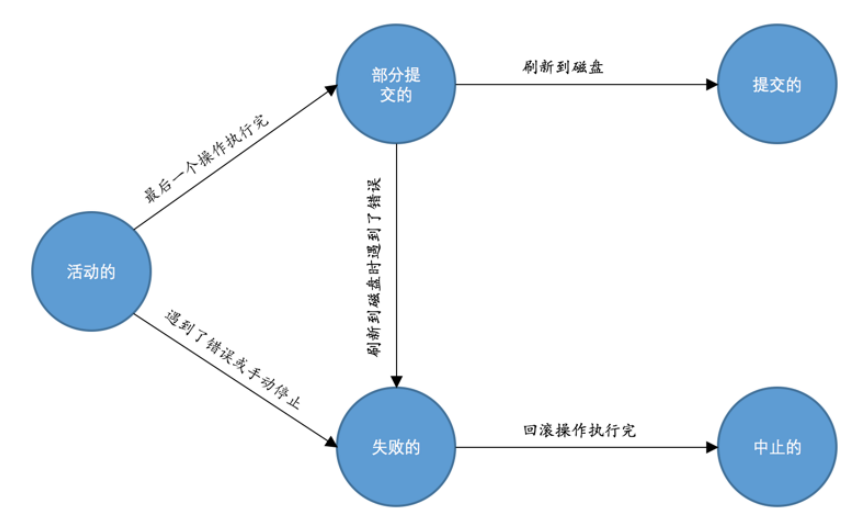 部分提
交的
刷新到磁盘
提交的
最后一个操作执行完
刷新到磁盘时遇到了错误
活动的
遇到了错误或手动停止
失败的
回滚操作执行完
中止的